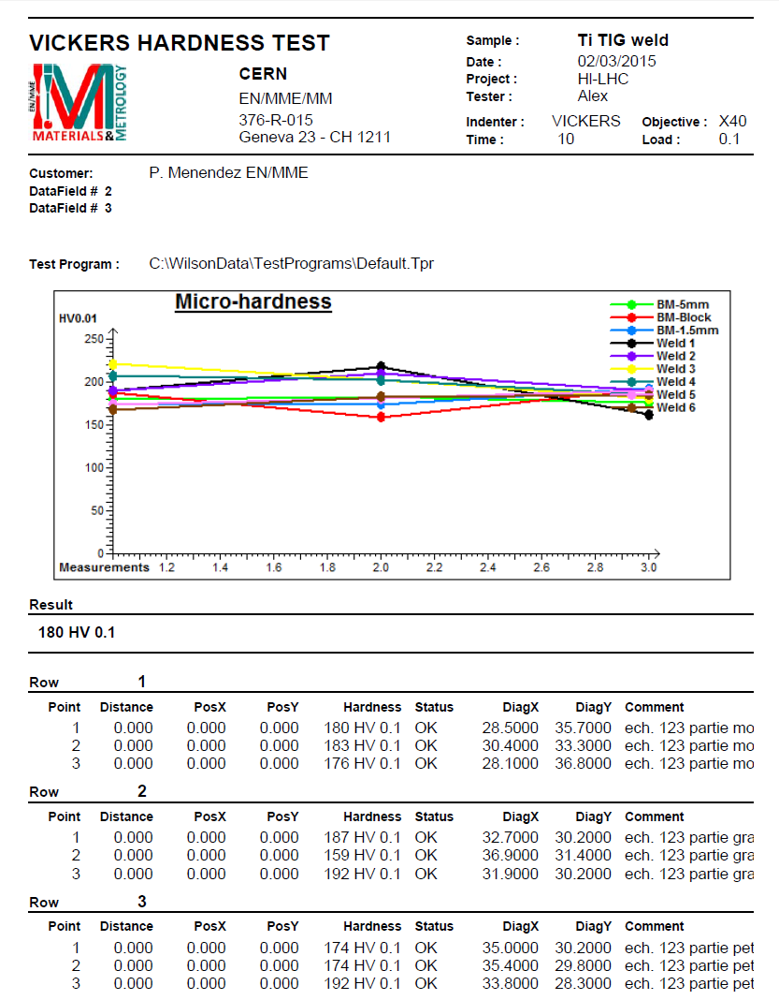 VICKERS HARDNESS TEST
EN/MME
MM
MATERIALS&
METROLOGY
CERN
EN/MME/MM
376-R-015
Geneva 23 - CH 1211
Sample : Ti TIG weld
Date : 02/03/2015
Project : HI-LHC
Tester : Alex
Indenter : VICKERS Objective : X40
Time : 10 Load : 0.1
Customer: P. Menendez EN/MME
DataField # 2
DataField # 3
Test Program : C:\WilsonData\TestPrograms\Default.Tpr
Micro-hardness
HV0.01
BM-5mm
BM-Block
BM-1.5mm
Weld 1
Weld 2
Weld 3
Weld 4
Weld 5
Weld 6
250
200
150
100
50
0
Measurements 1.2 1.4 1.6 1.8 2.0 2.2 2.4 2.6 2.8 3.0
Result
180 HV 0.1
Row 1
Point Distance PosX PosY Hardness Status DiagX DiagY Comment
1 0.000 0.000 0.000 180 HV 0.1 OK 28.5000 35.7000 ech. 123 partie mo
2 0.000 0.000 0.000 183 HV 0.1 OK 30.4000 33.3000 ech. 123 partie mo
3 0.000 0.000 0.000 176 HV 0.1 OK 28.1000 36.8000 ech. 123 partie mo
Row 2
Point Distance PosX PosY Hardness Status DiagX DiagY Comment
1 0.000 0.000 0.000 187 HV 0.1 OK 32.7000 30.2000 ech. 123 partie gra
2 0.000 0.000 0.000 159 HV 0.1 OK 36.9000 31.4000 ech. 123 partie gra
3 0.000 0.000 0.000 192 HV 0.1 OK 31.9000 30.2000 ech. 123 partie gra
Row 3
Point Distance PosX PosY Hardness Status DiagX DiagY Comment
1 0.000 0.000 0.000 174 HV 0.1 OK 35.0000 30.2000 ech. 123 partie pet
2 0.000 0.000 0.000 174 HV 0.1 OK 35.4000 29.8000 ech. 123 partie pet
3 0.000 0.000 0.000 192 HV 0.1 OK 33.8000 28.3000 ech. 123 partie pet